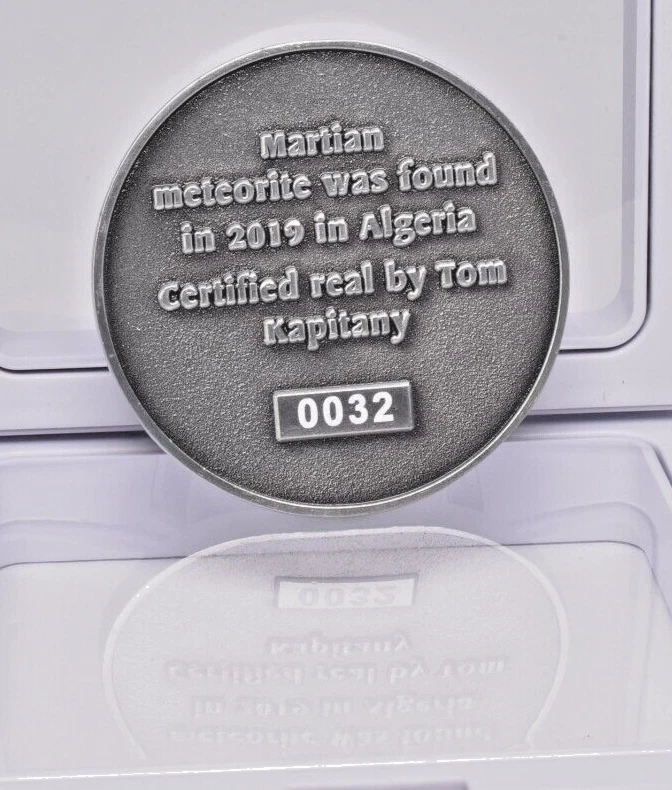 Martian
meteorite was found
in 2019 in Algeria
Certified real by Tom
Kapitany
0032